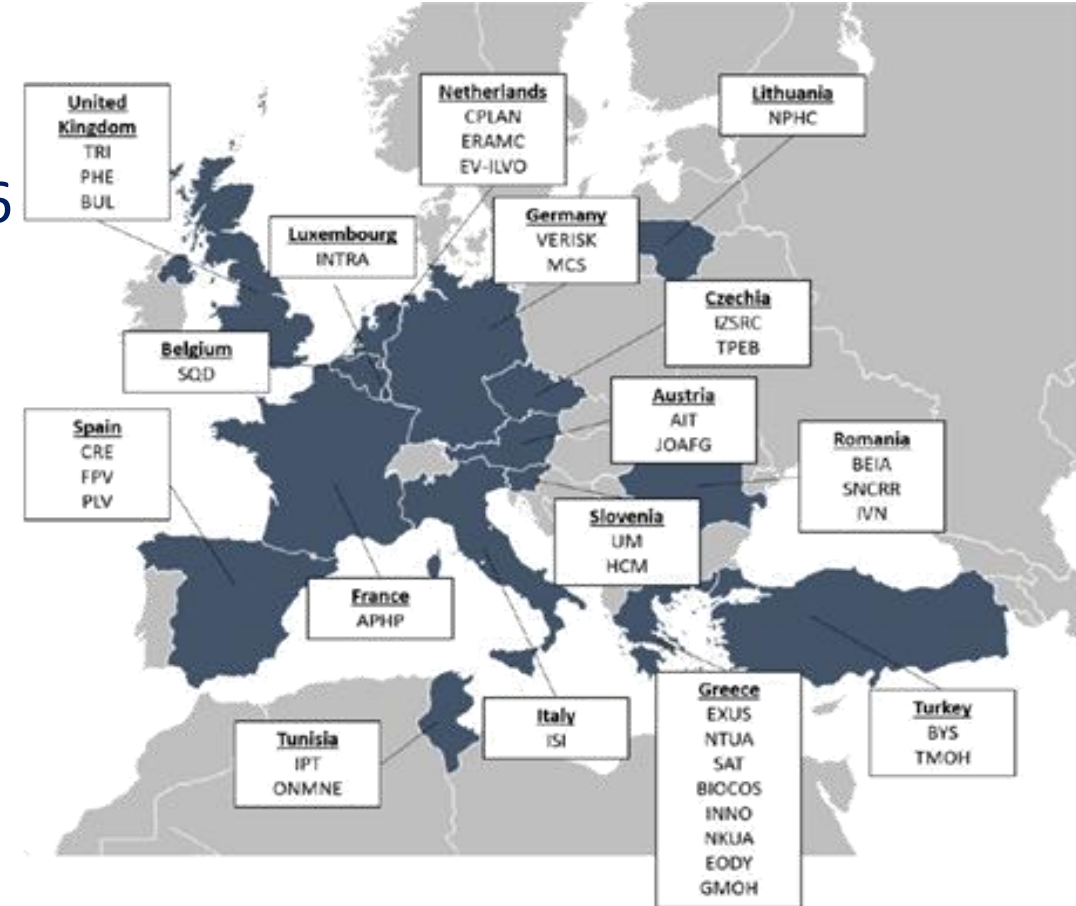 United
Kingdom
TRI
PHE
BUL
Netherlands
CPLAN
ERAMC
EV-ILVO
Lithuania
NPHC
6
Luxembourg
INTRA
Germany
VERISK
MCS
Czechia
IZSRC
TPEB
Belgium
SQD
Austria
AIT
JOAFG
Spain
CRE
FPV
PLV
Romania
BEIA
SNCRR
IVN
Slovenia
UM
HCM
France
APHP
Greece
EXUS
NTUA
SAT
BIOCOS
INNO
NKUA
EODY
GMOH
Turkey
BYS
TMOH
Italy
ISI
Tunisia
IPT
ONMNE